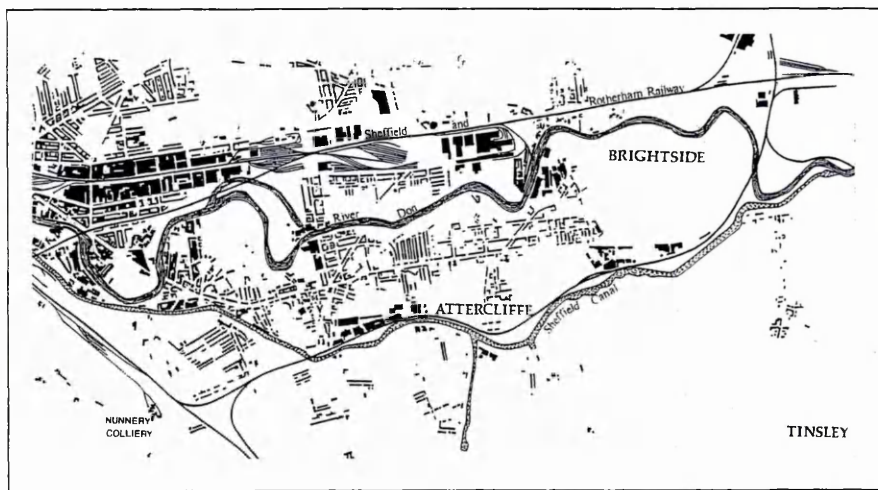 Sheffield and Rotherham Railway
BRIGHTSIDE
River Don
ATTERCLIFFE
Sheffield Canal
NUNNERY
COLLIERY
TINSLEY